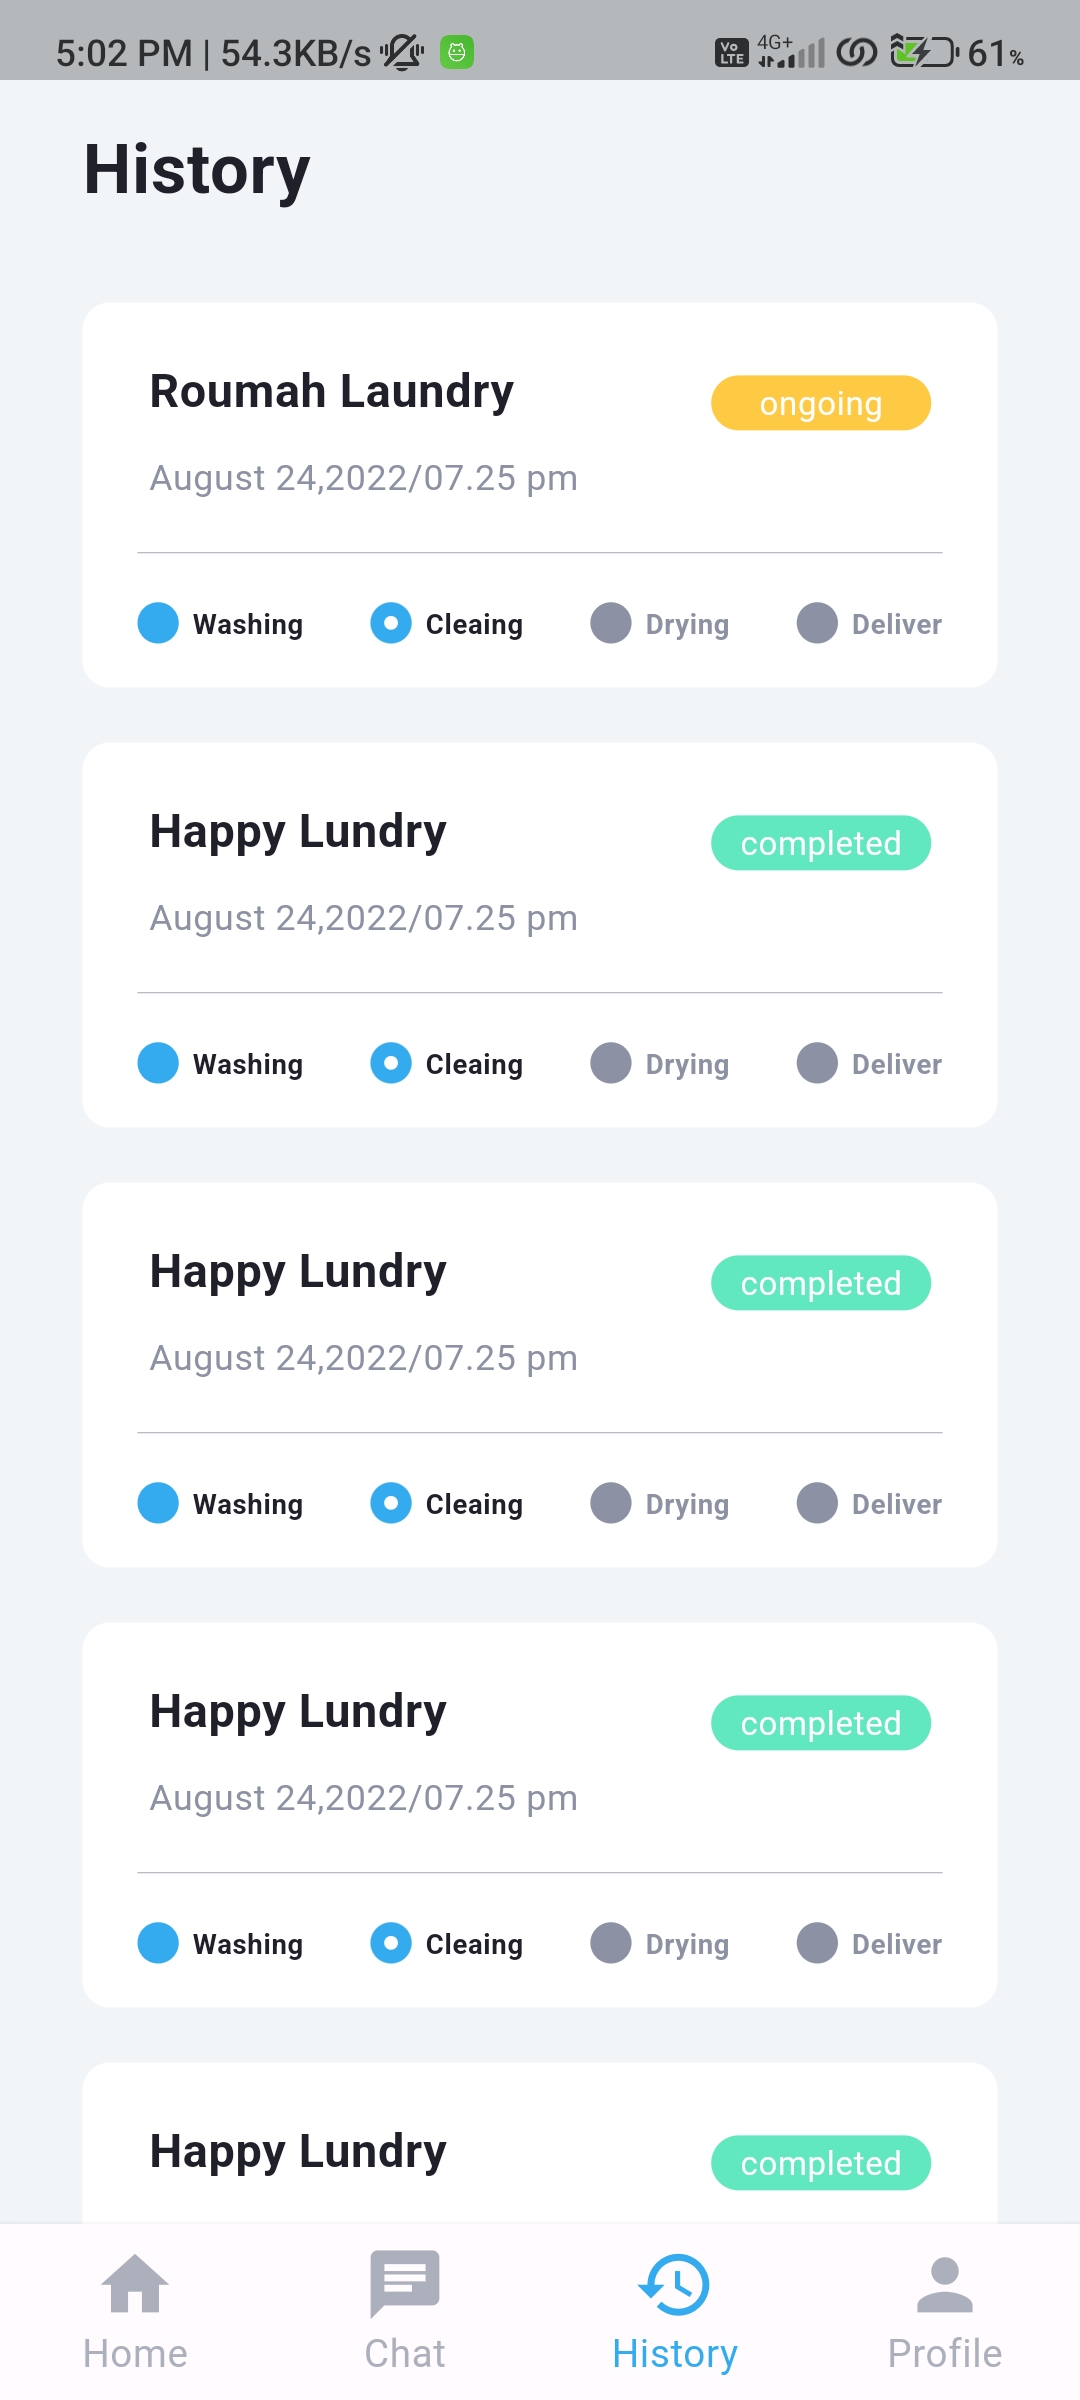 5:02 PM | 54.3KB/s Vo LTE 4G+ 61%
History
Roumah Laundry ongoing
August 24,2022/07.25 pm
Washing Cleaing Drying Deliver
Happy Lundry completed
August 24,2022/07.25 pm
Washing Cleaing Drying Deliver
Happy Lundry completed
August 24,2022/07.25 pm
Washing Cleaing Drying Deliver
Happy Lundry completed
August 24,2022/07.25 pm
Washing Cleaing Drying Deliver
Happy Lundry completed
Home Chat History Profile